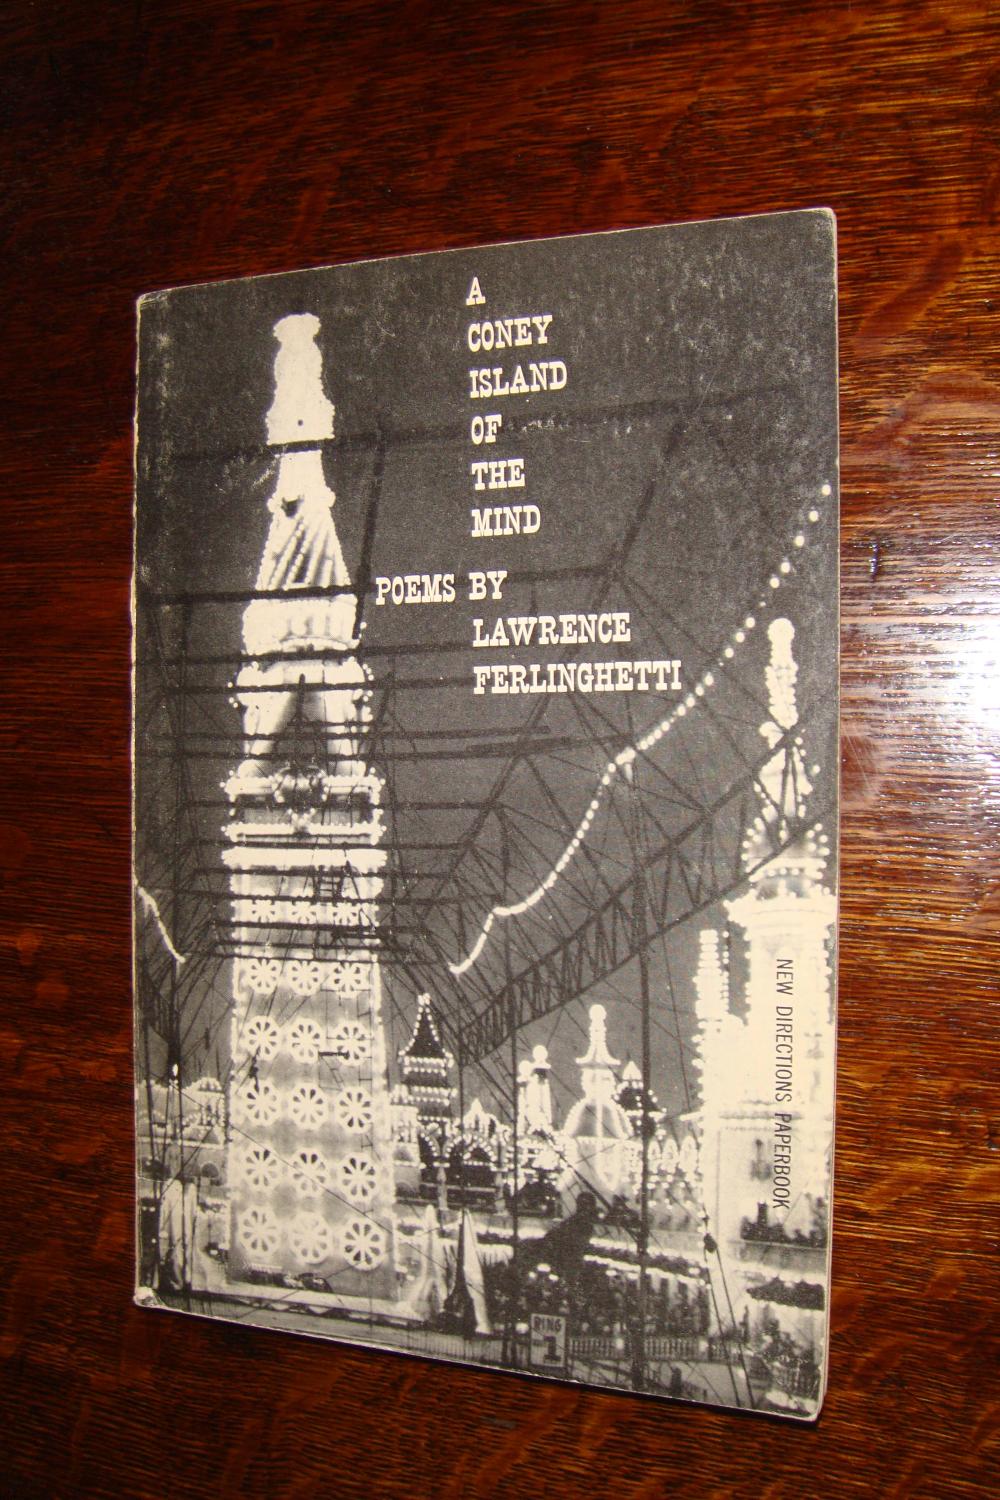 A
CONEY
ISLAND
OF
THE
MIND
POEMS BY
LAWRENCE
FERLINGHETTI
NEW DIRECTIONS PAPERBOOK
RING
1